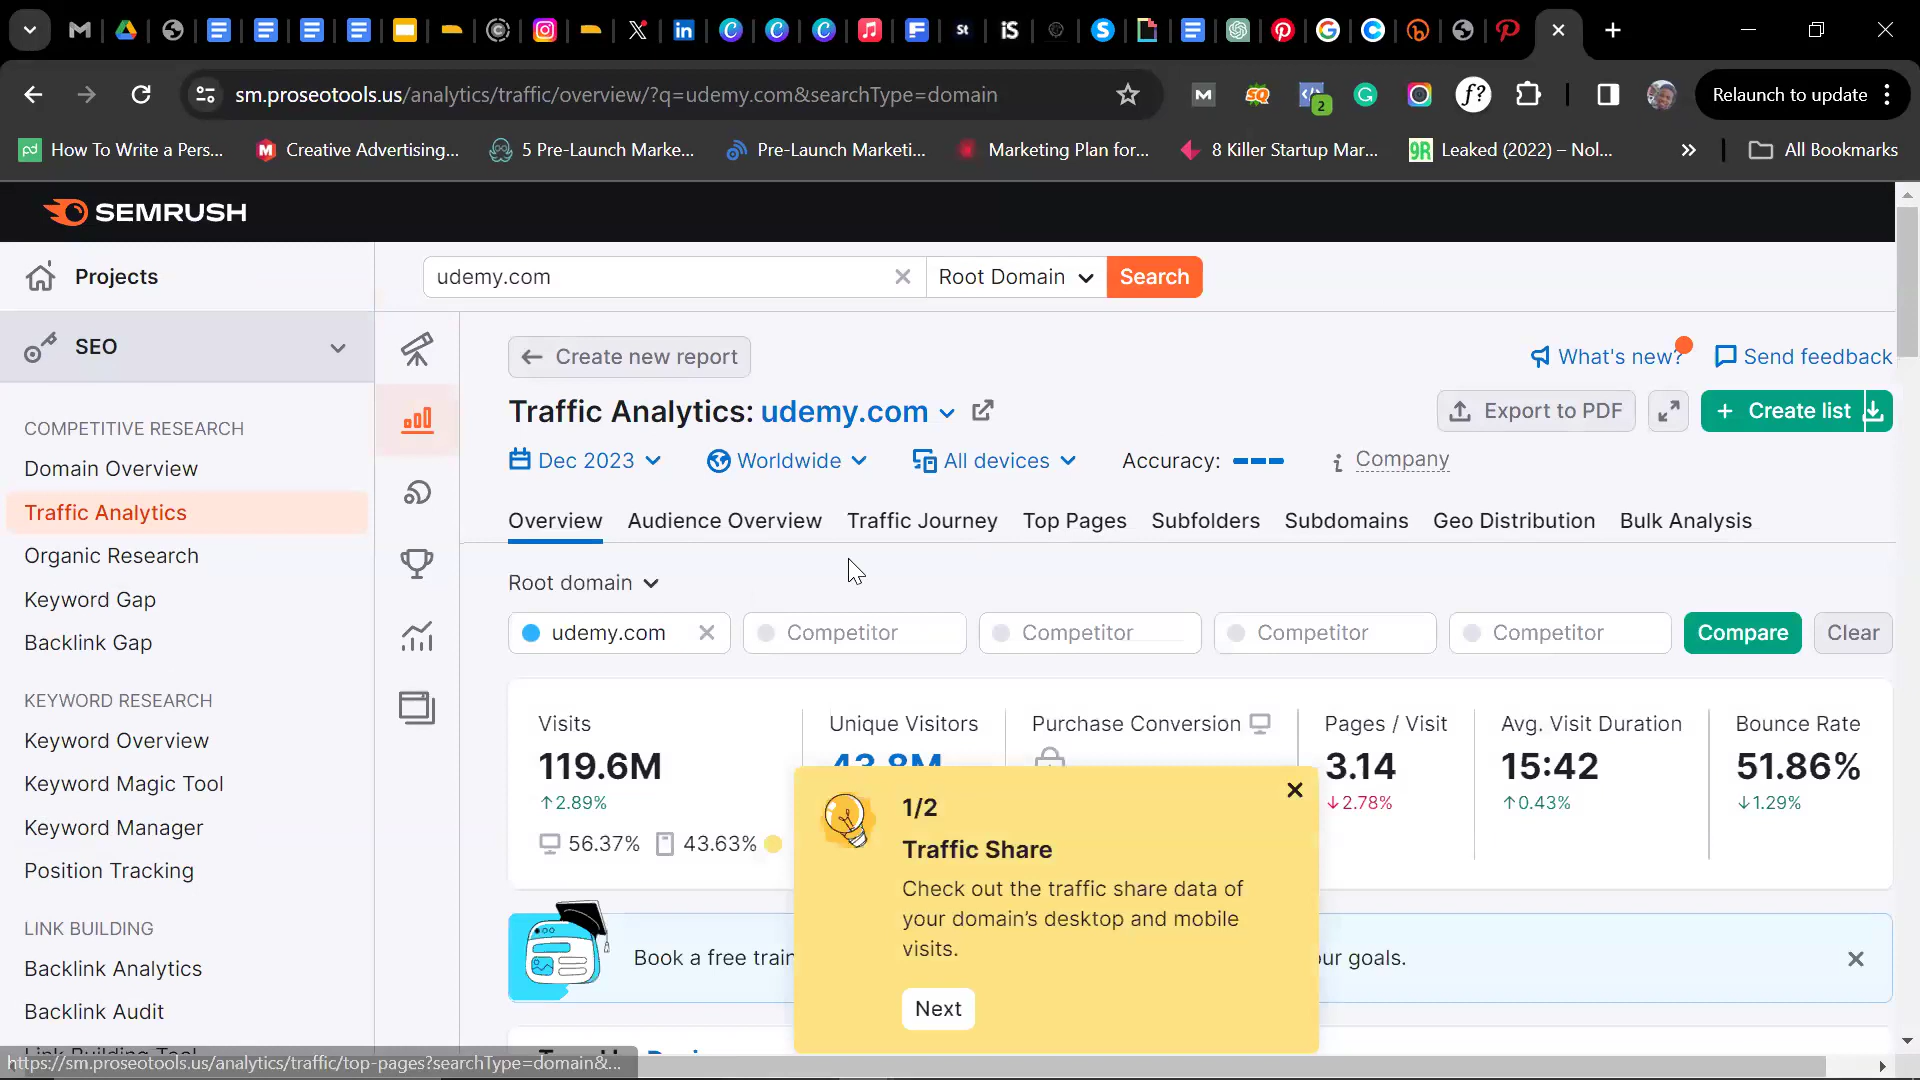 sm.proseotools.us/analytics/traffic/overview/?q=udemy.com&searchType=domain
2
Relaunch to update
How To Write a Pers...
Creative Advertising...
5 Pre-Launch Marke...
Pre-Launch Marketi...
Marketing Plan for...
8 Killer Startup Mar...
Leaked (2022) – Nol...
All Bookmarks
SEMRUSH
Projects
udemy.com
Root Domain
Search
SEO
Create new report
What's new?
Send feedback
Traffic Analytics: udemy.com
Export to PDF
+ Create list
Dec 2023
Worldwide
All devices
Accuracy:
Company
COMPETITIVE RESEARCH
Domain Overview
Traffic Analytics
Organic Research
Keyword Gap
Backlink Gap
Overview
Audience Overview
Traffic Journey
Top Pages
Subfolders
Subdomains
Geo Distribution
Bulk Analysis
Root domain
udemy.com
Competitor
Competitor
Competitor
Competitor
Compare
Clear
KEYWORD RESEARCH
Keyword Overview
Keyword Magic Tool
Keyword Manager
Position Tracking
Visits
119.6M
↑2.89%
56.37%
43.63%
Unique Visitors
43.8M
Purchase Conversion
Pages / Visit
3.14
↓2.78%
Avg. Visit Duration
15:42
↑0.43%
Bounce Rate
51.86%
↓1.29%
1/2
Traffic Share
Check out the traffic share data of
your domain's desktop and mobile
visits.
Next
Book a free train
our goals.
LINK BUILDING
Backlink Analytics
Backlink Audit
Link Building Tool
https://sm.proseotools.us/analytics/traffic/top-pages?searchType=domain&...